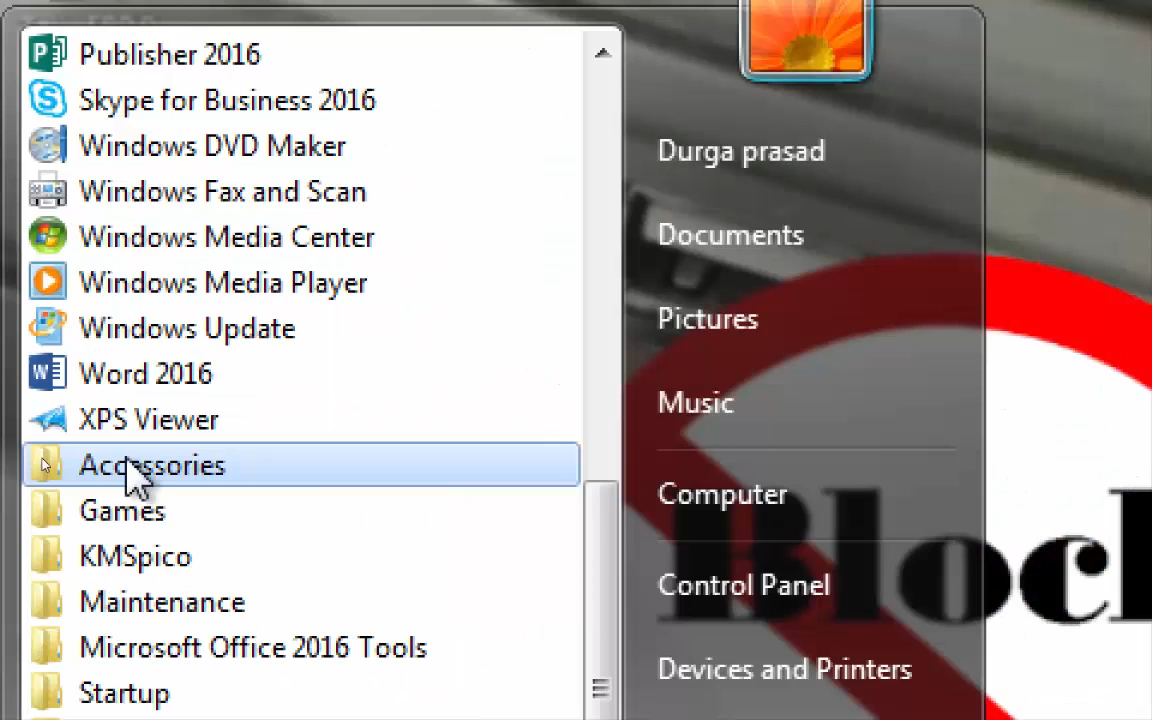 Publisher 2016
Skype for Business 2016
Windows DVD Maker
Windows Fax and Scan
Windows Media Center
Windows Media Player
Windows Update
Word 2016
XPS Viewer
Accessories
Games
KMSpico
Maintenance
Microsoft Office 2016 Tools
Startup
Durga prasad
Documents
Pictures
Music
Computer
Control Panel
Devices and Printers
Block